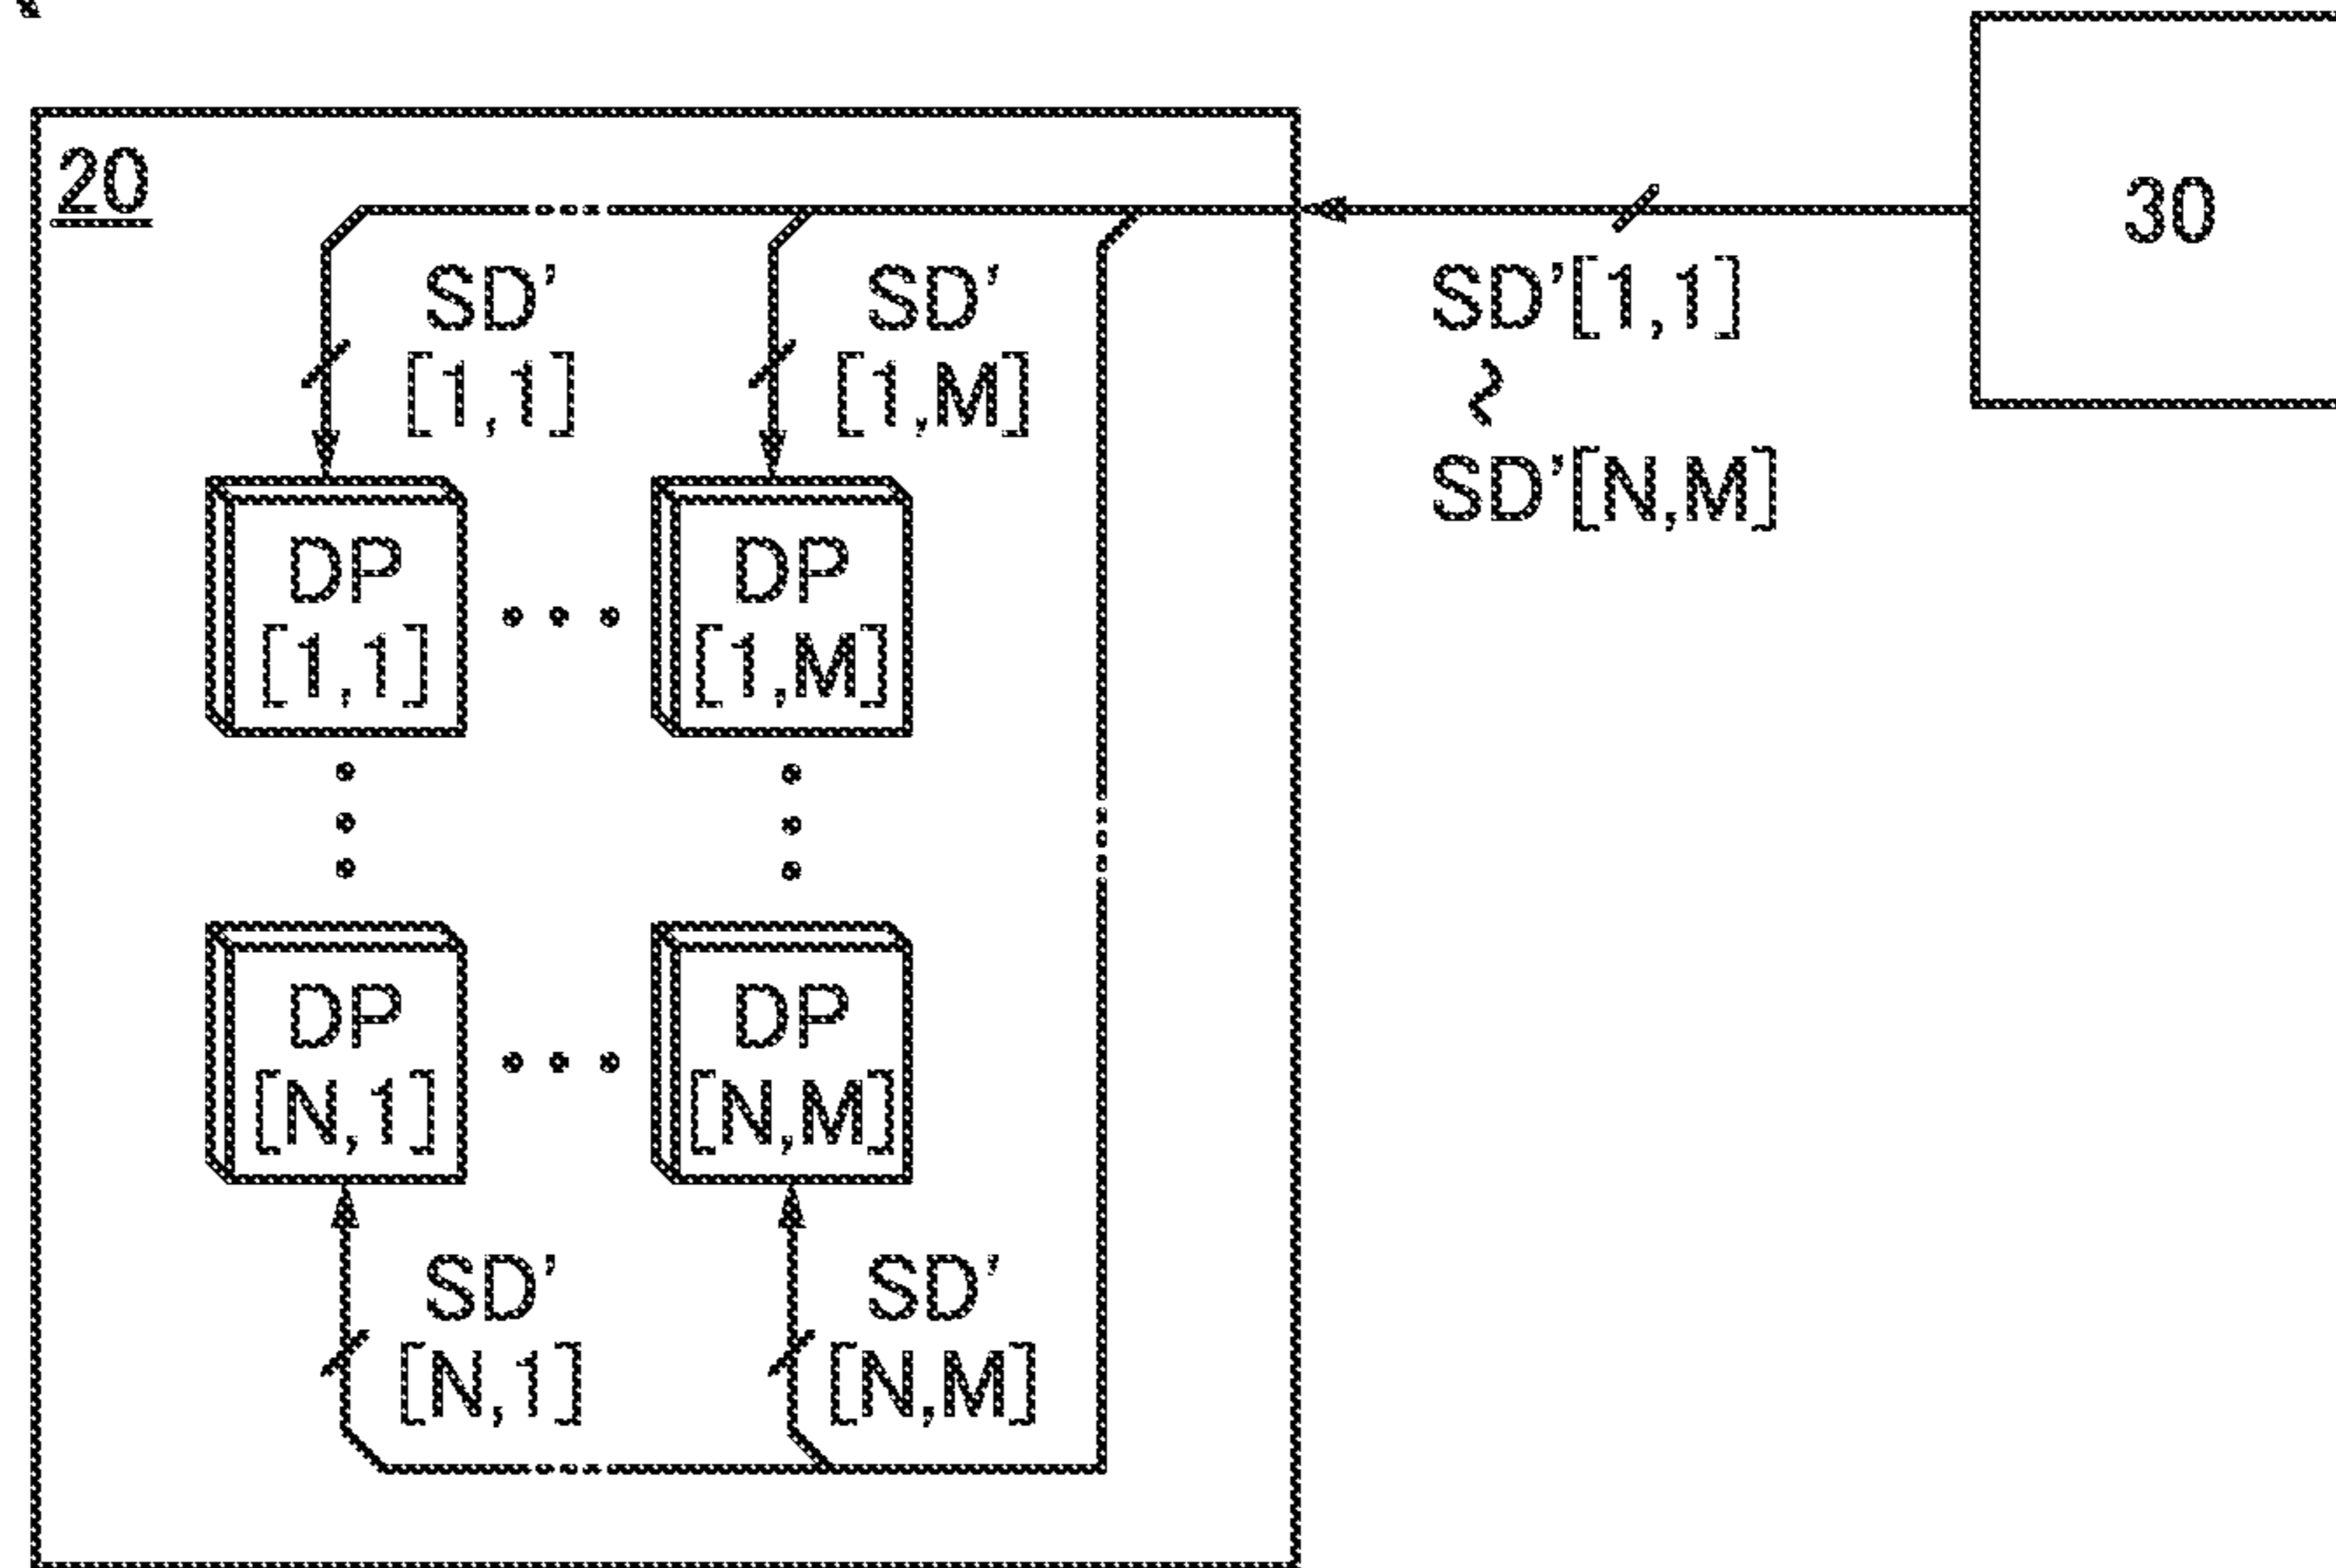 20
30
SD' SD'
[1,1] [1,M]
SD'[1,1]
~
SD'[N,M]
DP DP
[1,1] [1,M]
DP DP
[N,1] [N,M]
SD' SD'
[N,1] [N,M]